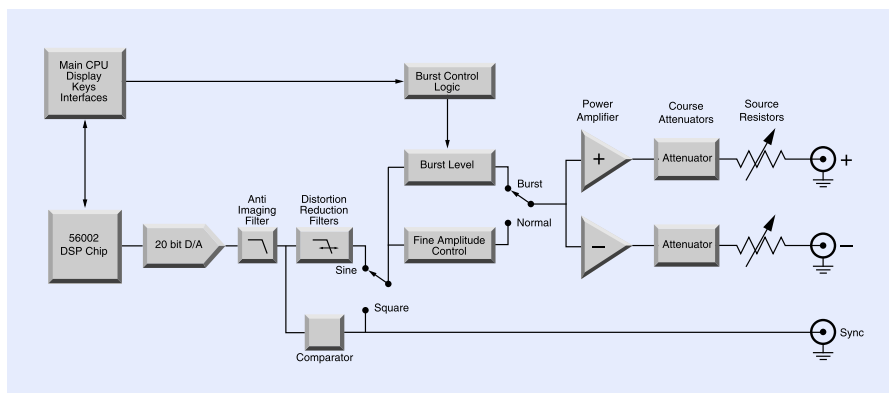 Main CPU
Display
Keys
Interfaces
Burst Control
Logic
Power
Amplifier
Course
Attenuators
Source
Resistors
+
Attenuator
+
Burst Level
Burst
Normal
Anti
Imaging
Filter
Distortion
Reduction
Filters
56002
DSP Chip
20 bit D/A
Sine
Fine Amplitude
Control
−
Attenuator
−
Square
Comparator
Sync